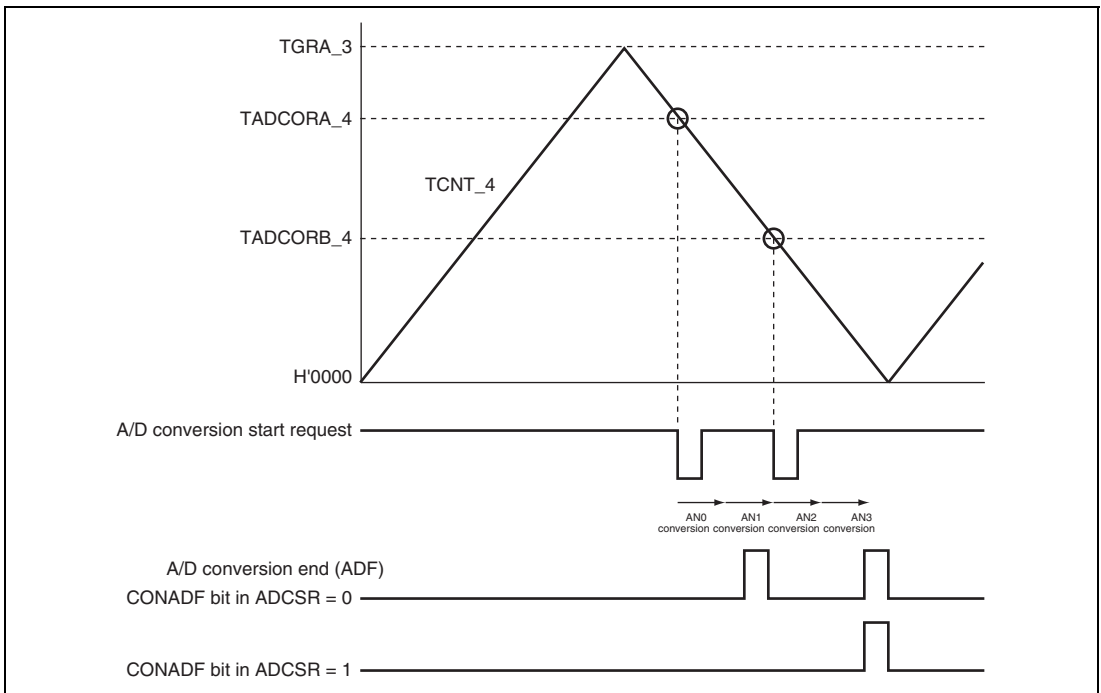 TGRA_3
TADCORA_4
TCNT_4
TADCORB_4
H'0000
A/D conversion start request
AN0 AN1 AN2 AN3
conversion conversion conversion conversion
A/D conversion end (ADF)
CONADF bit in ADCSR = 0
CONADF bit in ADCSR = 1